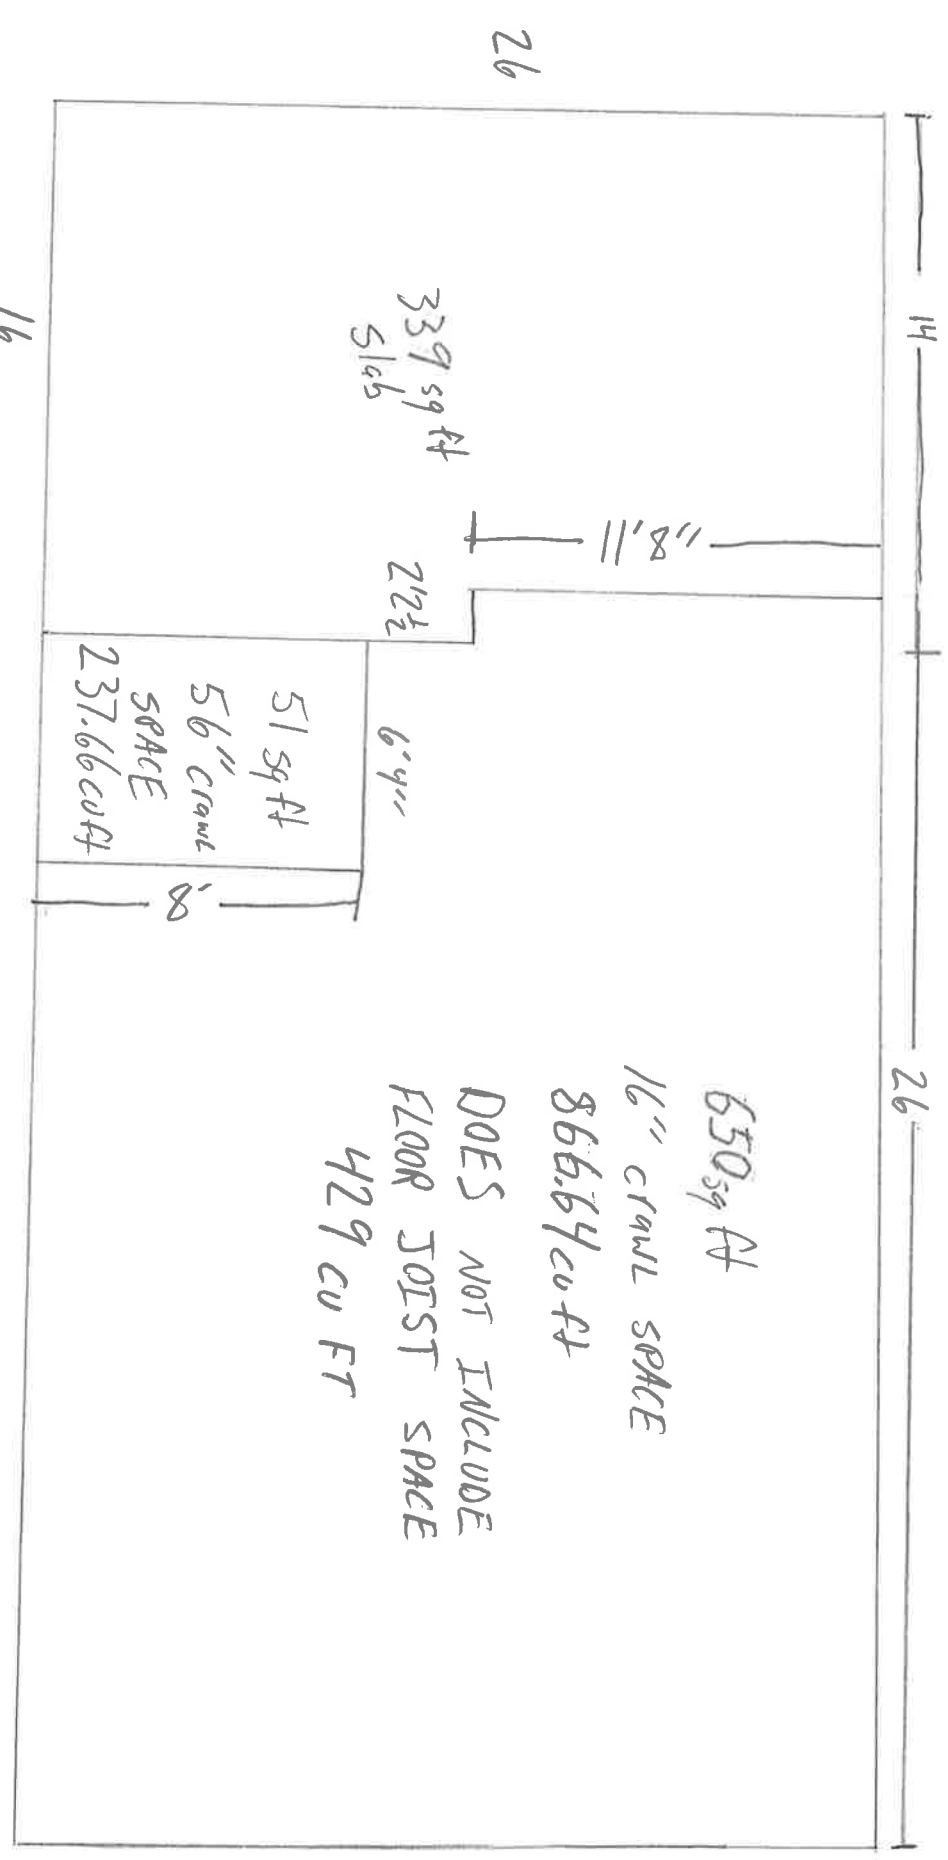 26
14
26
11'8"
339 sq ft
Slab
2'2½
6'4"
51 sq ft
56" crawl
SPACE
237.66 cu ft
8'
650 sq ft
16" crawl SPACE
866.64 cu ft
DOES NOT INCLUDE
FLOOR JOIST SPACE
429 CU FT